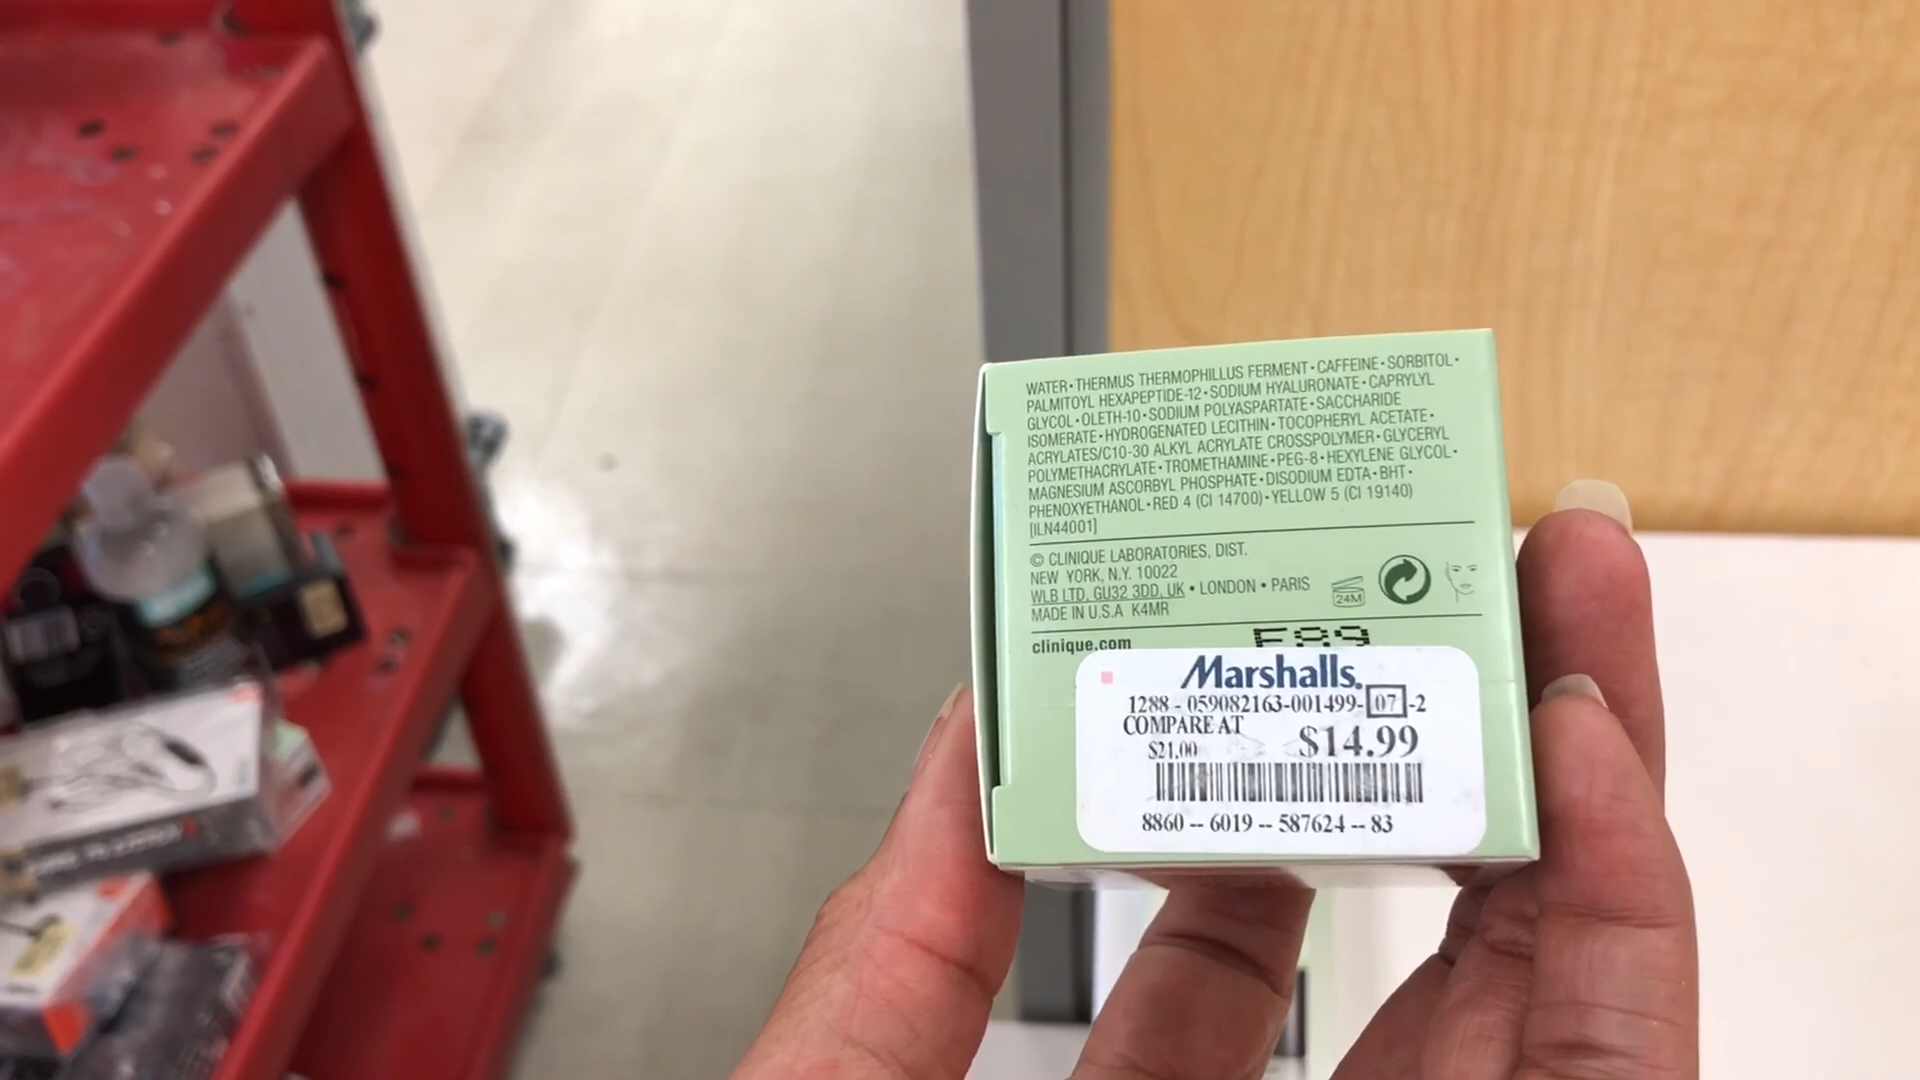 WATER•THERMUS THERMOPHILLUS FERMENT•CAFFEINE•SORBITOL•
PALMITOYL HEXAPEPTIDE-12•SODIUM HYALURONATE•CAPRYLYL
GLYCOL•OLETH-10•SODIUM POLYASPARTATE•SACCHARIDE
ISOMERATE•HYDROGENATED LECITHIN•TOCOPHERYL ACETATE•
ACRYLATES/C10-30 ALKYL ACRYLATE CROSSPOLYMER•GLYCERYL
POLYMETHACRYLATE•TROMETHAMINE•PEG-8•HEXYLENE GLYCOL•
MAGNESIUM ASCORBYL PHOSPHATE•DISODIUM EDTA•BHT•
PHENOXYETHANOL•RED 4 (CI 14700)•YELLOW 5 (CI 19140)
[ILN44001]
© CLINIQUE LABORATORIES, DIST.
NEW YORK, N.Y. 10022
WLB LTD, GU32 3DD, UK • LONDON • PARIS
MADE IN U.S.A K4MR
24M
clinique.com
Marshalls.
1288 - 059082163-001499-07-2
COMPARE AT
$21.00 $14.99
8860 -- 6019 -- 587624 -- 83